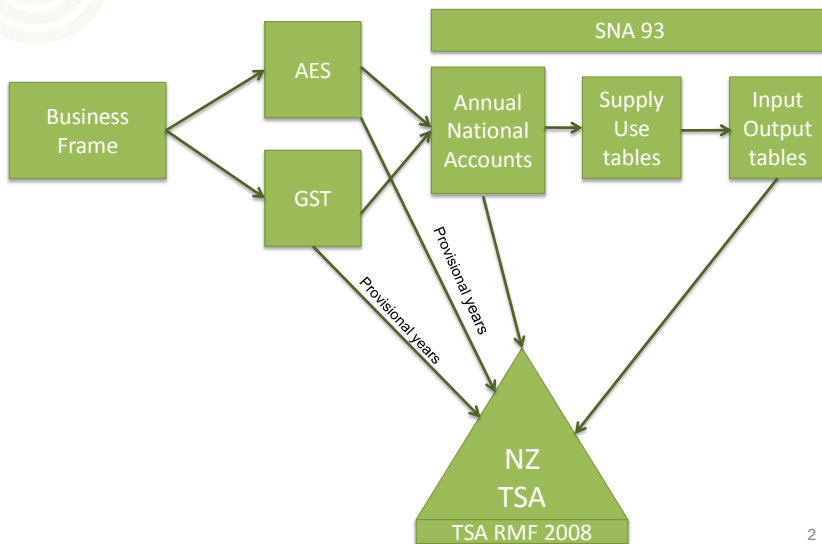 SNA 93
Business
Frame
AES
GST
Annual
National
Accounts
Supply
Use
tables
Input
Output
tables
Provisional years
Provisional years
NZ
TSA
TSA RMF 2008
2